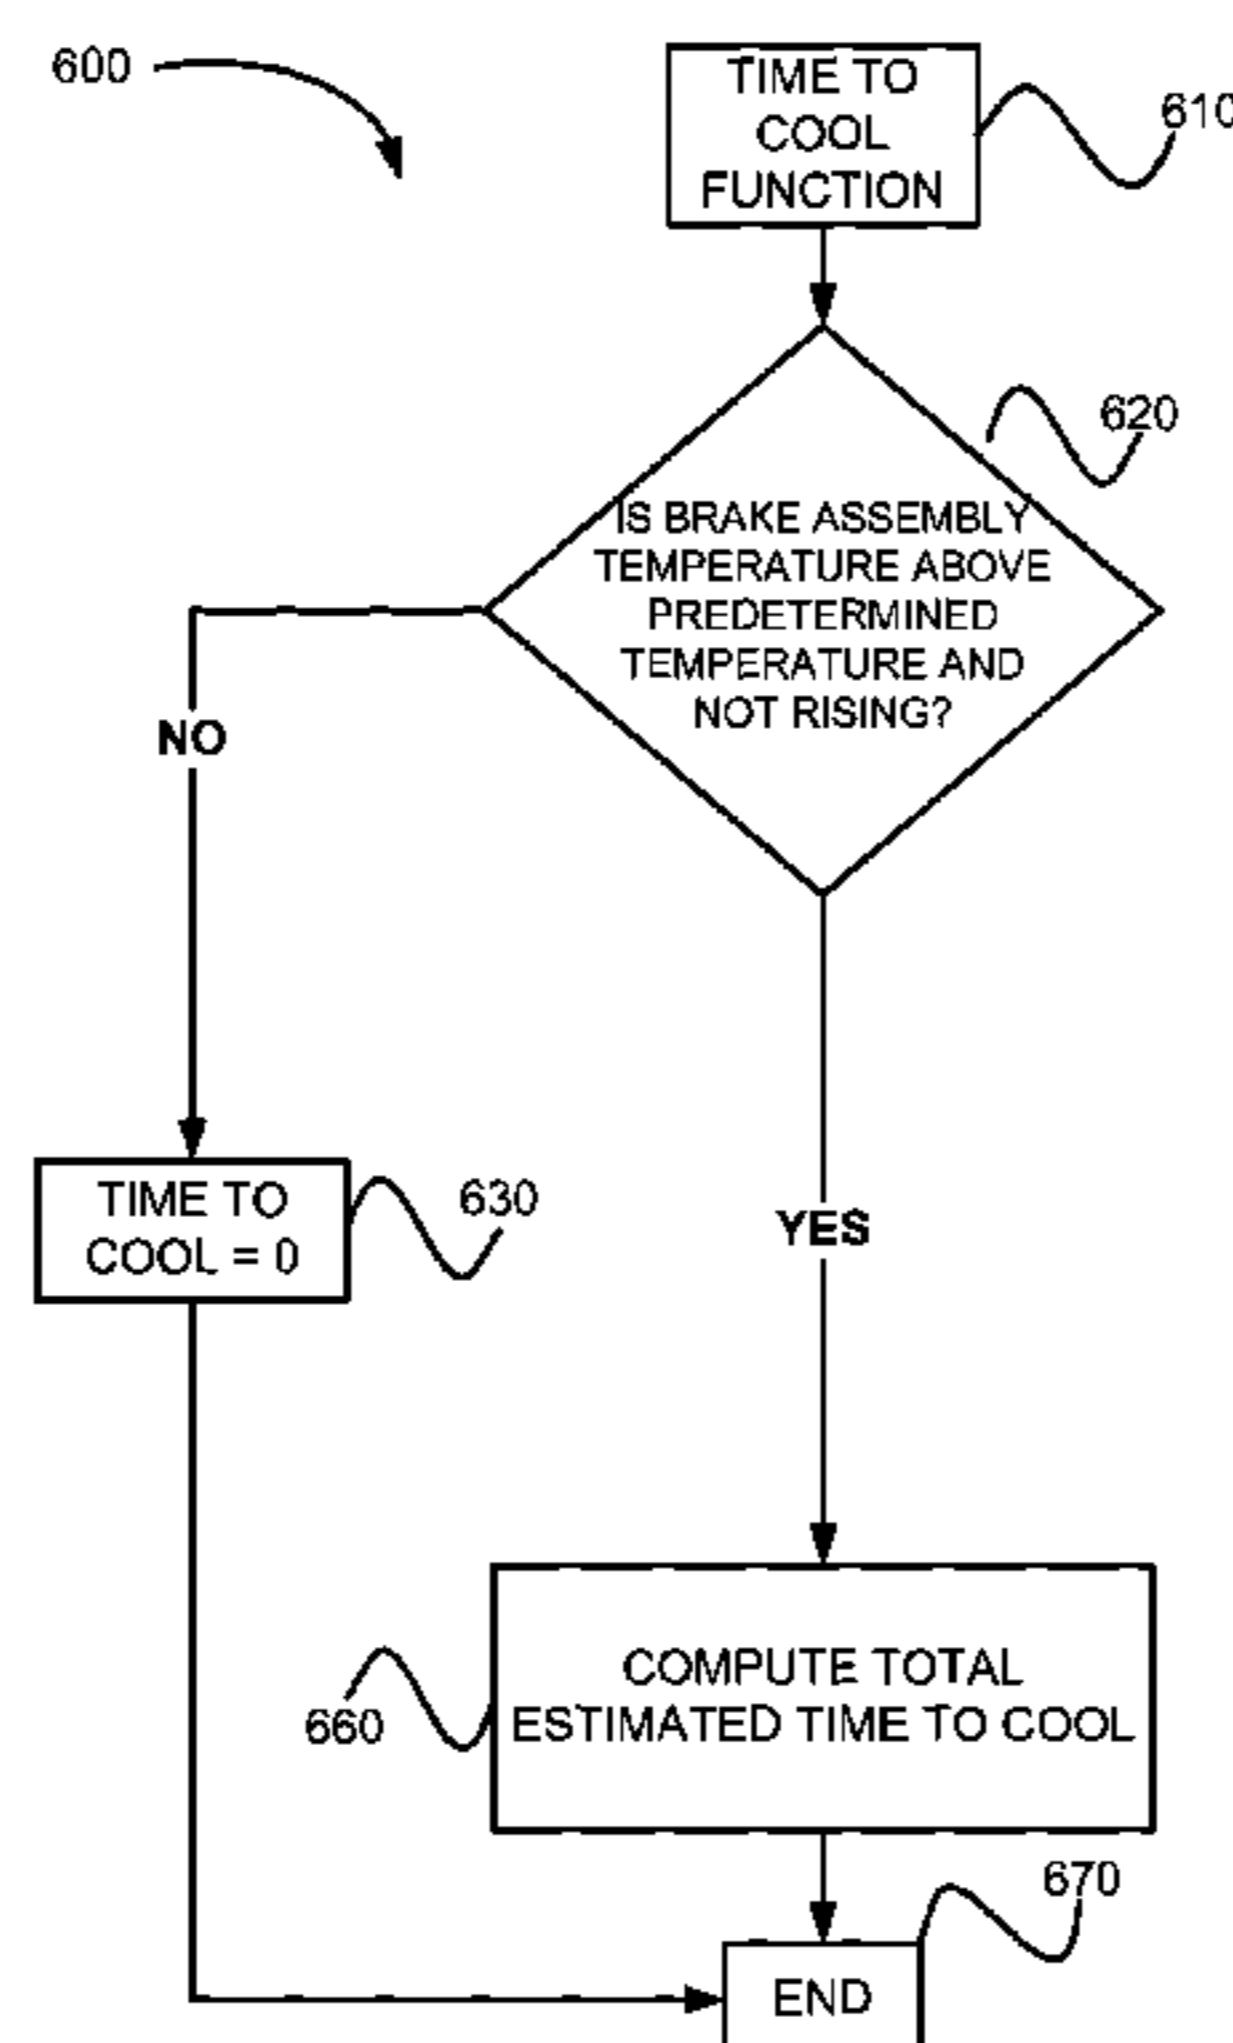 600
TIME TO
COOL
FUNCTION
610
620
IS BRAKE ASSEMBLY
TEMPERATURE ABOVE
PREDETERMINED
TEMPERATURE AND
NOT RISING?
NO
TIME TO
COOL = 0
630
YES
COMPUTE TOTAL
ESTIMATED TIME TO COOL
660
670
END